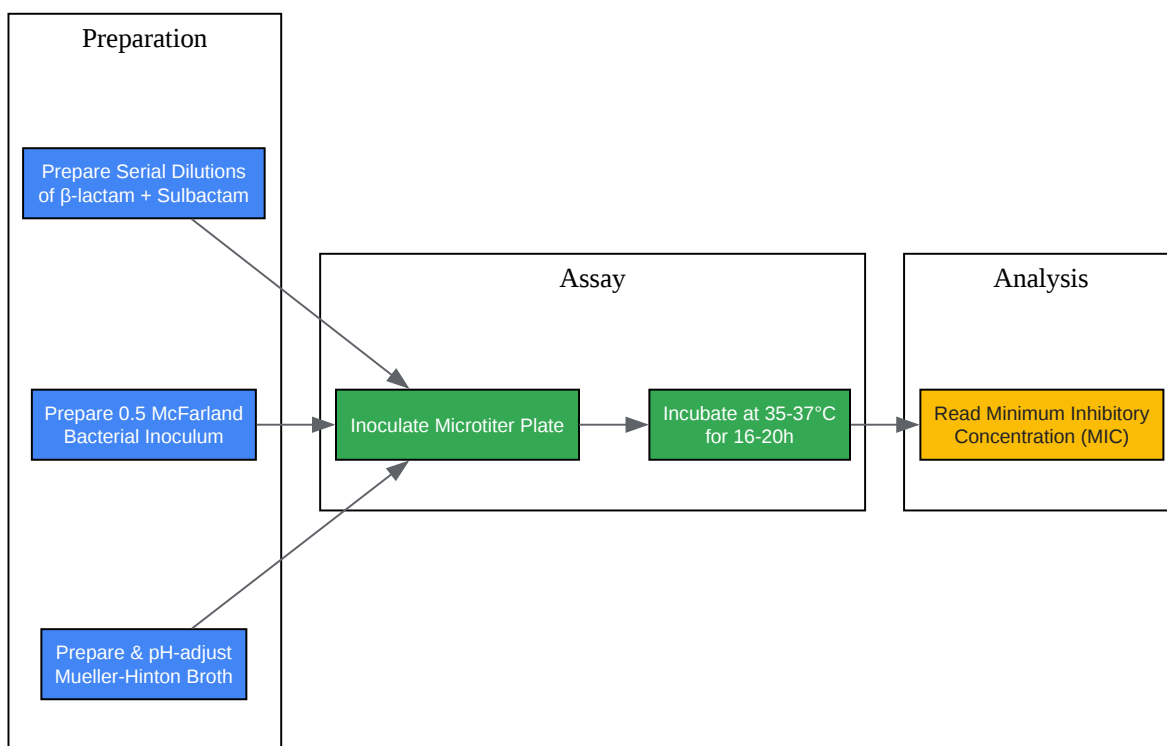 Preparation
Prepare Serial Dilutions
of β-lactam + Sulbactam
Prepare 0.5 McFarland
Bacterial Inoculum
Prepare & pH-adjust
Mueller-Hinton Broth
Assay
Inoculate Microtiter Plate
Incubate at 35-37°C
for 16-20h
Analysis
Read Minimum Inhibitory
Concentration (MIC)